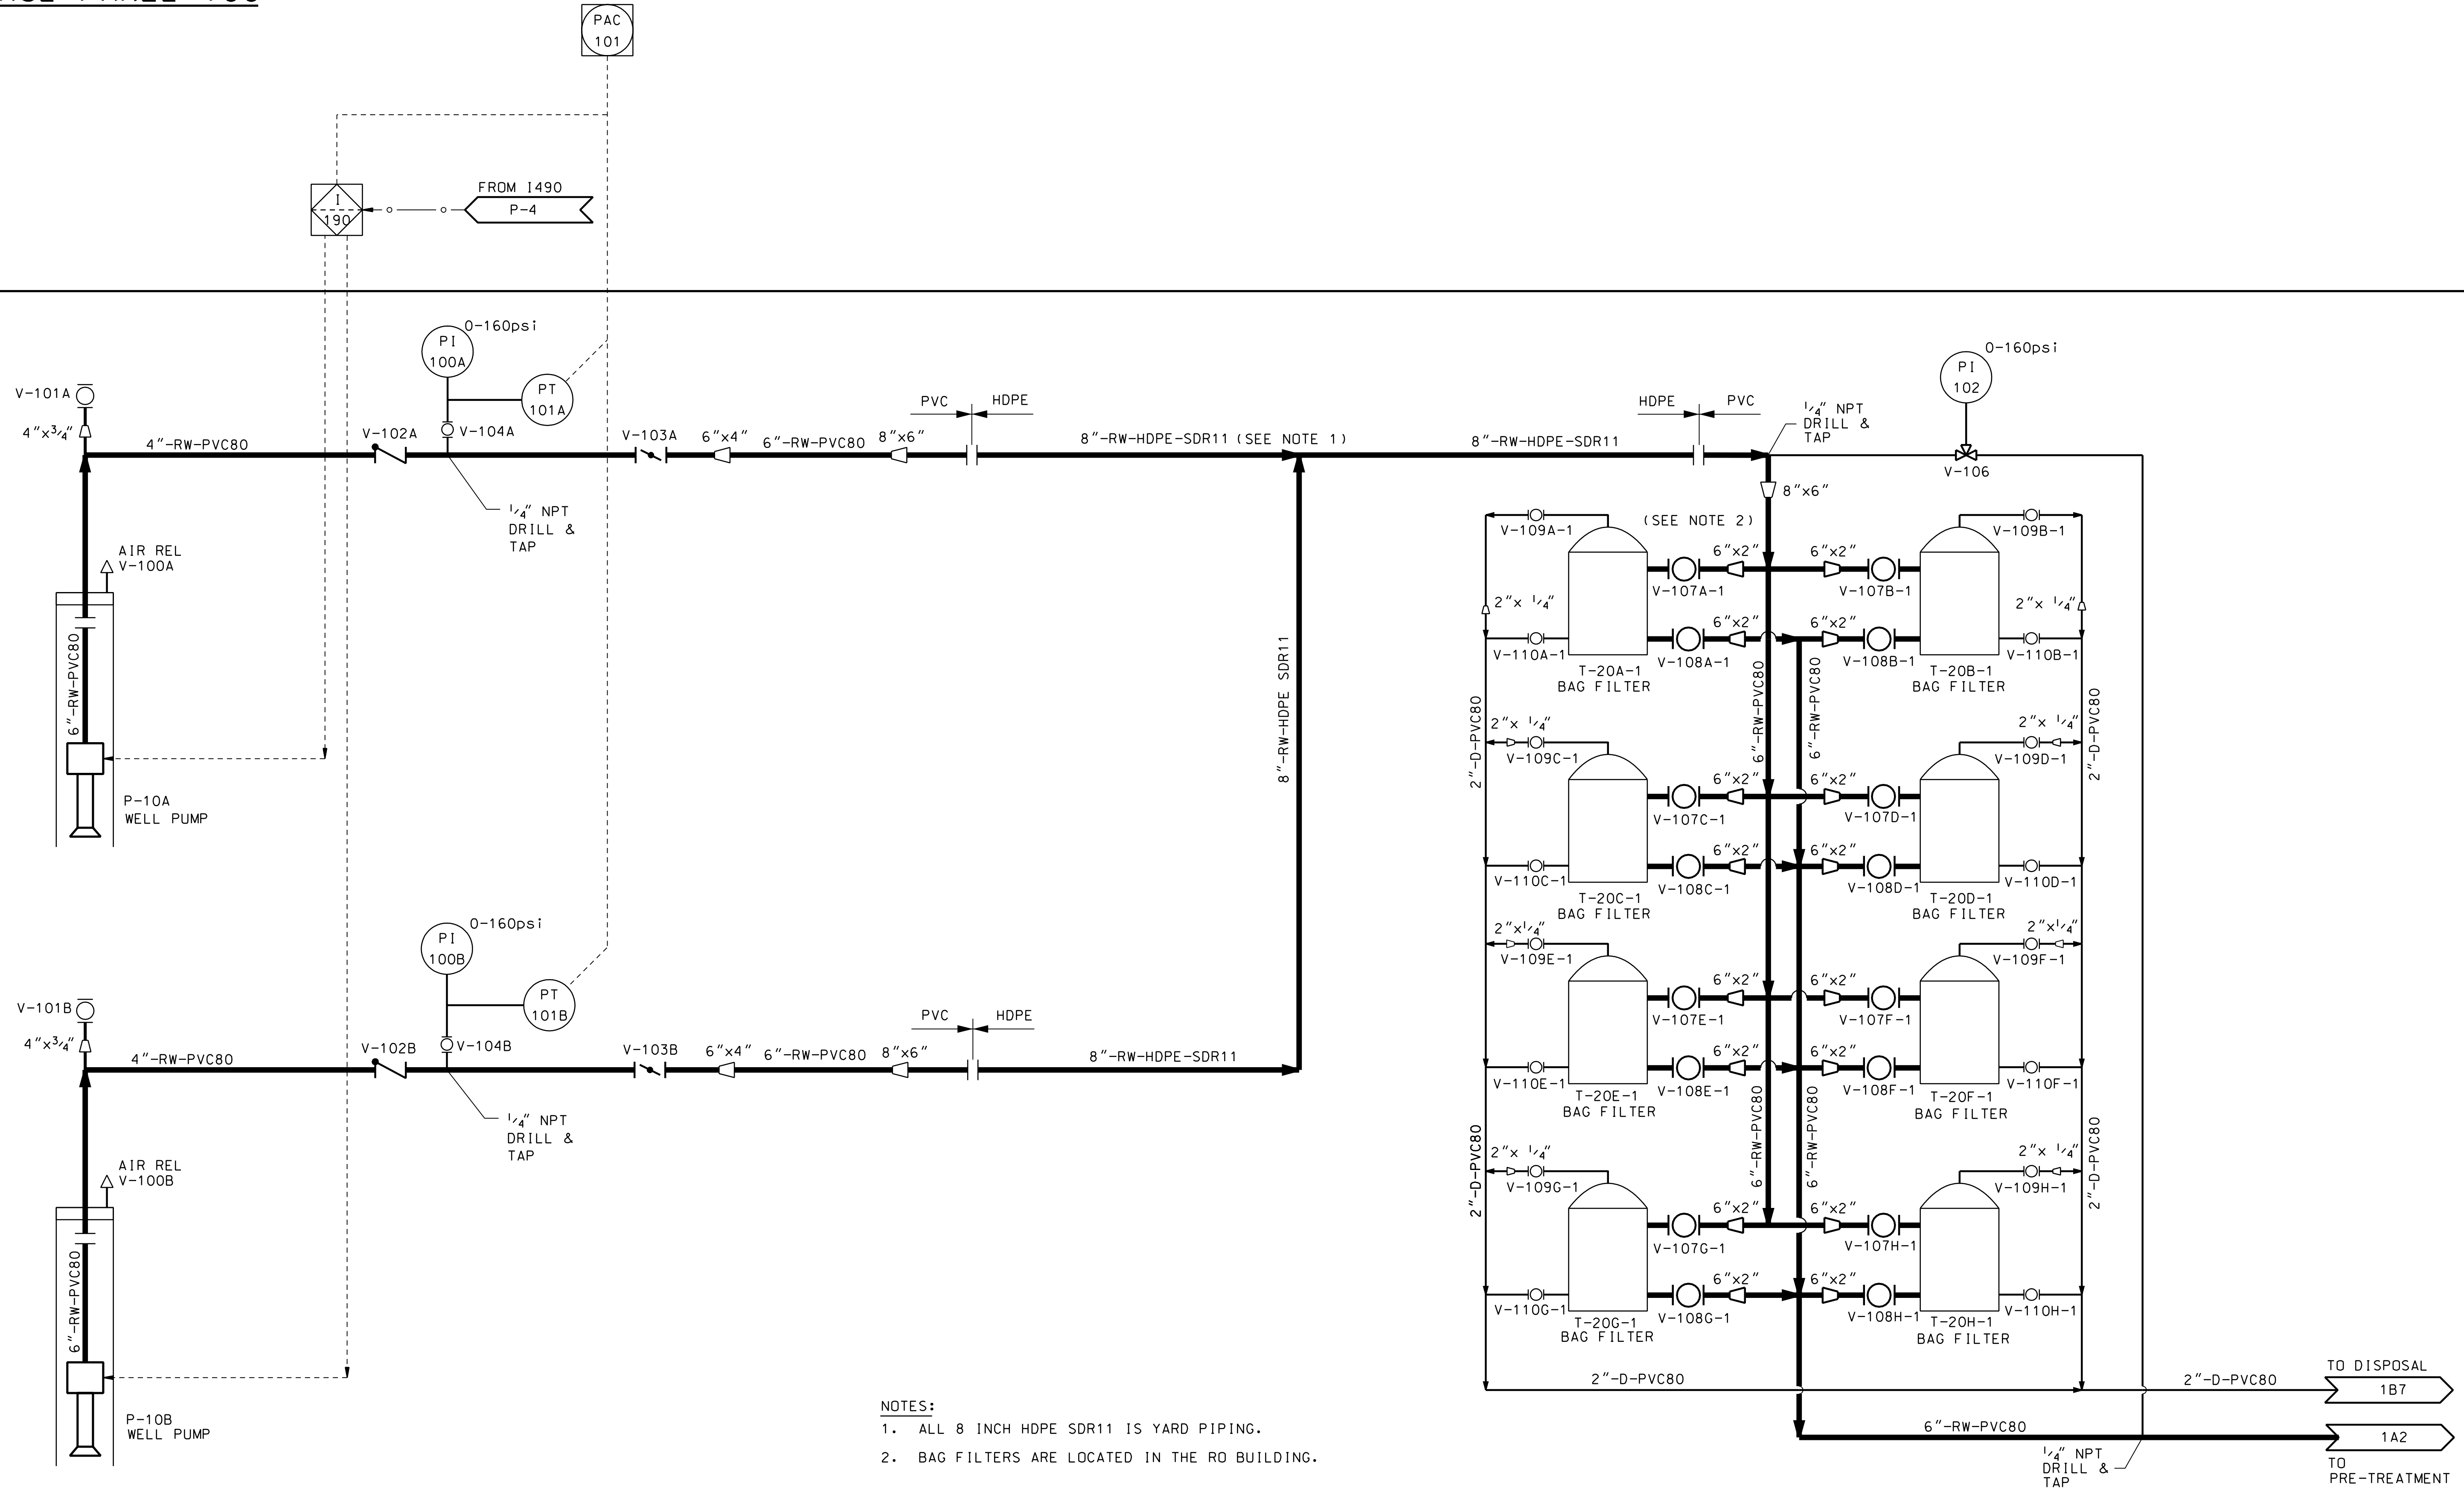 PAC
101
FROM I490
P-4
I
190
0-160psi
PI
100A
PT
101A
V-101A
4"x3/4"
4"-RW-PVC80
V-102A
V-104A
V-103A
6"x4"
6"-RW-PVC80
8"x6"
PVC
HDPE
8"-RW-HDPE-SDR11 (SEE NOTE 1)
8"-RW-HDPE-SDR11
HDPE
PVC
1/4" NPT
DRILL &
TAP
0-160psi
PI
102
V-106
8"x6"
1/4" NPT
DRILL &
TAP
AIR REL
V-100A
6"-RW-PVC80
P-10A
WELL PUMP
8"-RW-HDPE SDR11
(SEE NOTE 2)
V-109A-1
V-109B-1
6"x2"
6"x2"
V-107A-1
V-107B-1
2"x 1/4"
2"x 1/4"
6"x2"
6"x2"
V-110A-1
V-108A-1
V-108B-1
V-110B-1
T-20A-1
BAG FILTER
T-20B-1
BAG FILTER
2"-D-PVC80
6"-RW-PVC80
6"-RW-PVC80
2"-D-PVC80
2"x 1/4"
2"x 1/4"
V-109C-1
V-109D-1
6"x2"
6"x2"
V-107C-1
V-107D-1
6"x2"
6"x2"
V-110C-1
V-108C-1
V-108D-1
V-110D-1
T-20C-1
BAG FILTER
T-20D-1
BAG FILTER
2"x1/4"
2"x1/4"
V-109E-1
V-109F-1
6"x2"
6"x2"
V-107E-1
V-107F-1
6"x2"
6"x2"
V-110E-1
V-108E-1
V-108F-1
V-110F-1
T-20E-1
BAG FILTER
T-20F-1
BAG FILTER
2"-D-PVC80
6"-RW-PVC80
6"-RW-PVC80
2"-D-PVC80
2"x 1/4"
2"x 1/4"
V-109G-1
V-109H-1
6"x2"
6"x2"
V-107G-1
V-107H-1
6"x2"
6"x2"
V-110G-1
V-108G-1
V-108H-1
V-110H-1
T-20G-1
BAG FILTER
T-20H-1
BAG FILTER
0-160psi
PI
100B
PT
101B
V-101B
4"x3/4"
4"-RW-PVC80
V-102B
V-104B
V-103B
6"x4"
6"-RW-PVC80
8"x6"
PVC
HDPE
8"-RW-HDPE-SDR11
1/4" NPT
DRILL &
TAP
AIR REL
V-100B
6"-RW-PVC80
P-10B
WELL PUMP
2"-D-PVC80
2"-D-PVC80
TO DISPOSAL
1B7
6"-RW-PVC80
1A2
TO
PRE-TREATMENT
1/4" NPT
DRILL &
TAP
NOTES:
1. ALL 8 INCH HDPE SDR11 IS YARD PIPING.
2. BAG FILTERS ARE LOCATED IN THE RO BUILDING.